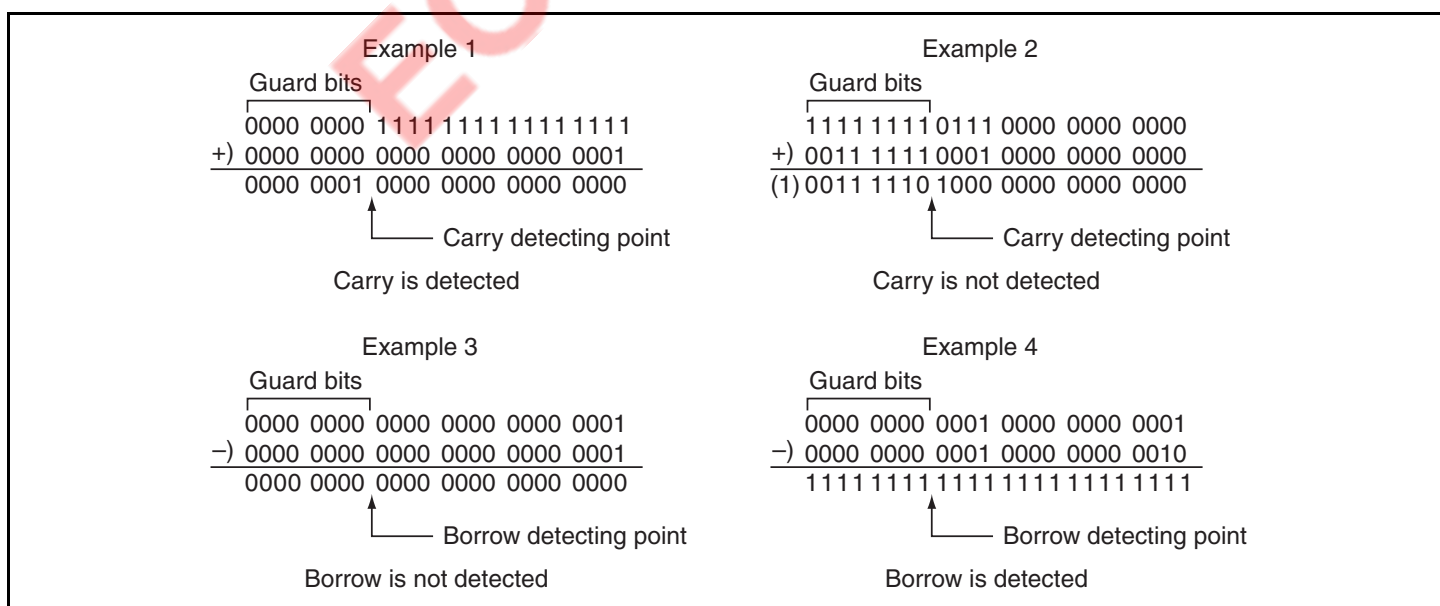 Example 1
Guard bits
0000 0000 1111 1111 1111 1111
+) 0000 0000 0000 0000 0000 0001
0000 0001 0000 0000 0000 0000
Carry detecting point
Carry is detected
Example 2
Guard bits
1111 1111 0111 0000 0000 0000
+) 0011 1111 0001 0000 0000 0000
(1) 0011 1110 1000 0000 0000 0000
Carry detecting point
Carry is not detected
Example 3
Guard bits
0000 0000 0000 0000 0000 0001
–) 0000 0000 0000 0000 0000 0001
0000 0000 0000 0000 0000 0000
Borrow detecting point
Borrow is not detected
Example 4
Guard bits
0000 0000 0001 0000 0000 0001
–) 0000 0000 0001 0000 0000 0010
1111 1111 1111 1111 1111 1111
Borrow detecting point
Borrow is detected